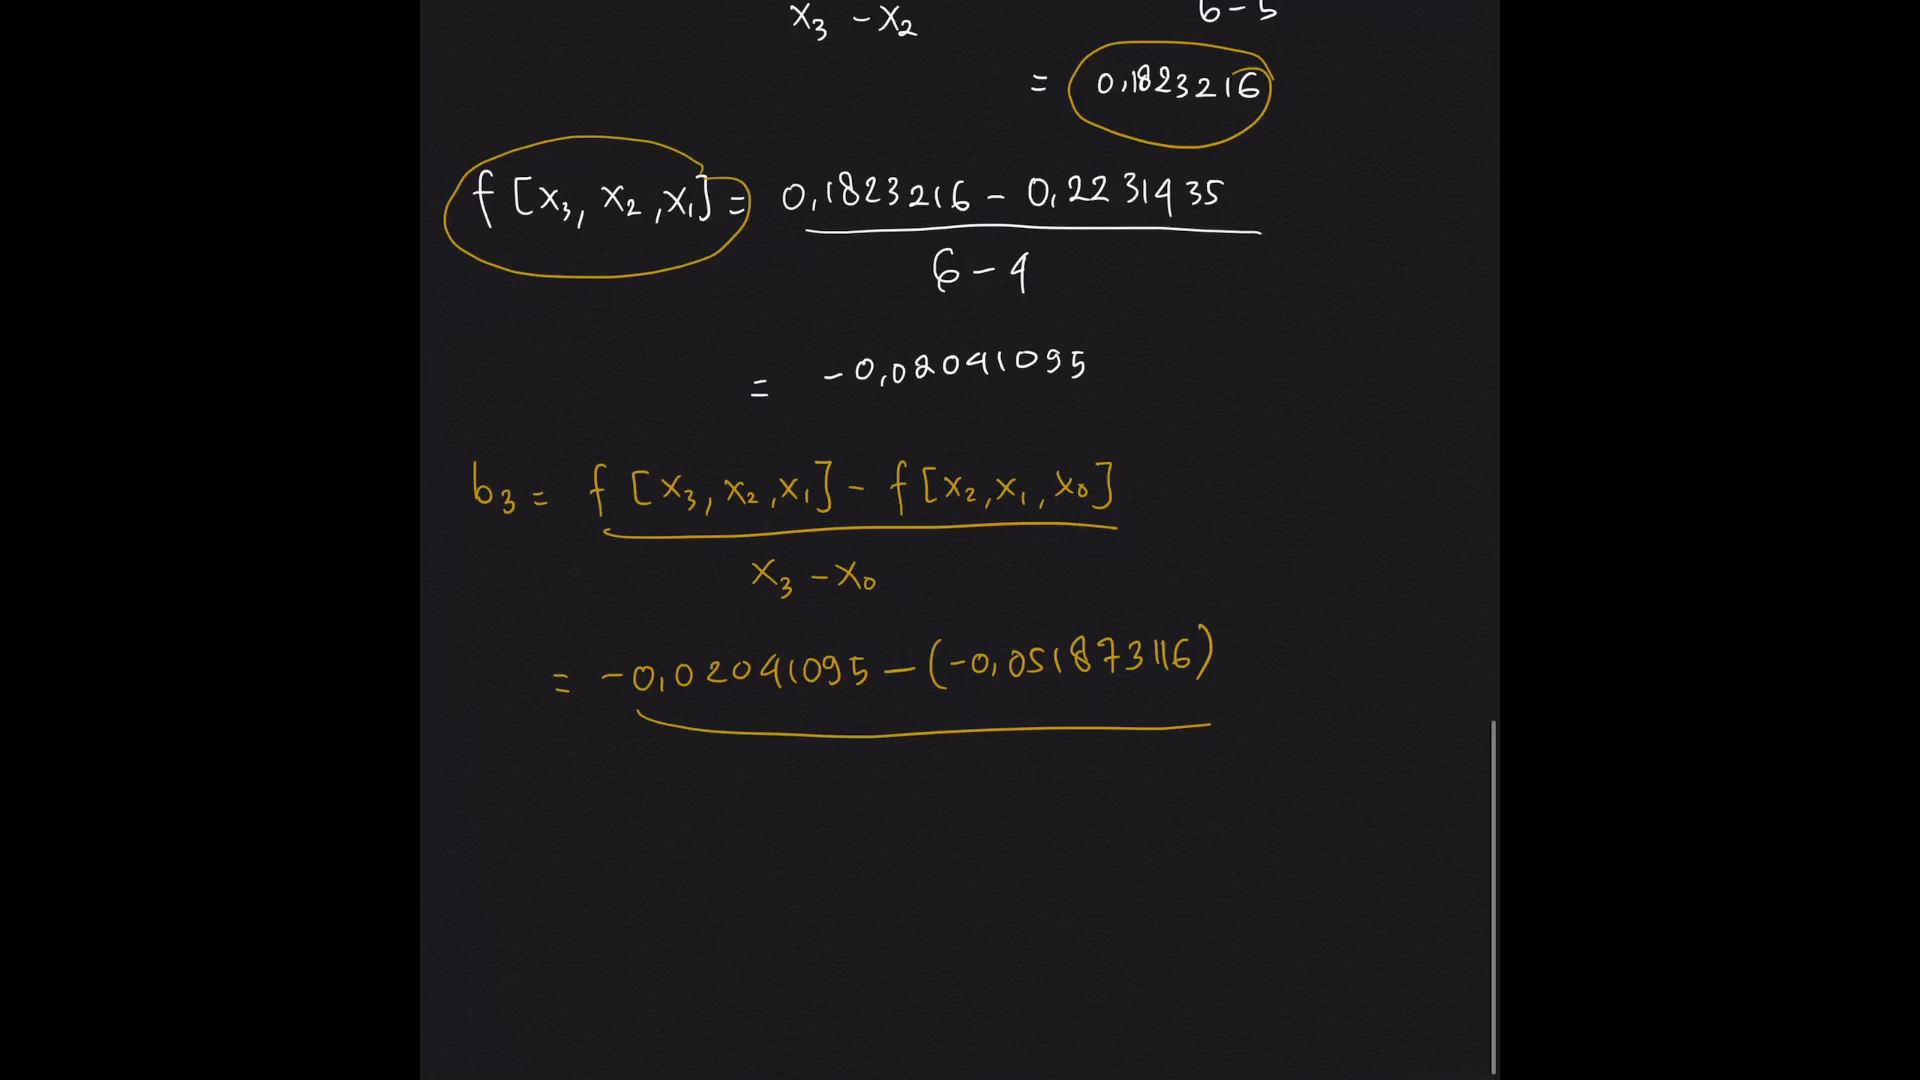 x₃ - x₂ 6 - 5
= 0,1823216
f [x₃, x₂, x₁] = 0,1823216 - 0,2231435
6 - 4
= -0,02041095
b₃ = f [x₃, x₂, x₁] - f [x₂, x₁, x₀]
x₃ - x₀
= -0,02041095 - (-0,051873116)